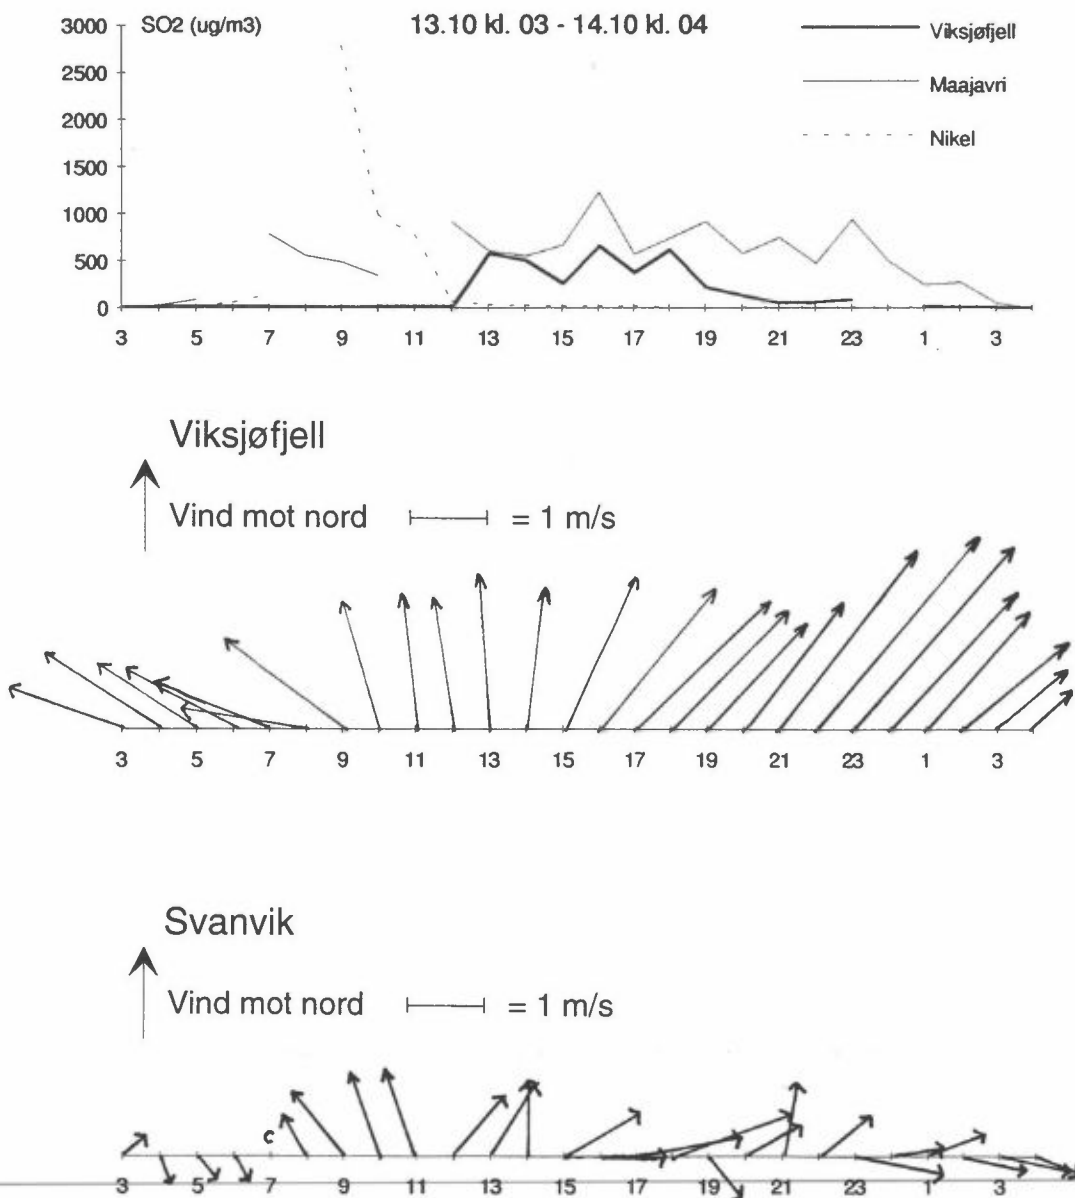 SO2 (ug/m3)
13.10 kl. 03 - 14.10 kl. 04
Viksjøfjell
Maajavri
Nikel
3000
2500
2000
1500
1000
500
0
3 5 7 9 11 13 15 17 19 21 23 1 3
Viksjøfjell
Vind mot nord = 1 m/s
3 5 7 9 11 13 15 17 19 21 23 1 3
Svanvik
Vind mot nord = 1 m/s
c
3 5 7 9 11 13 15 17 19 21 23 1 3